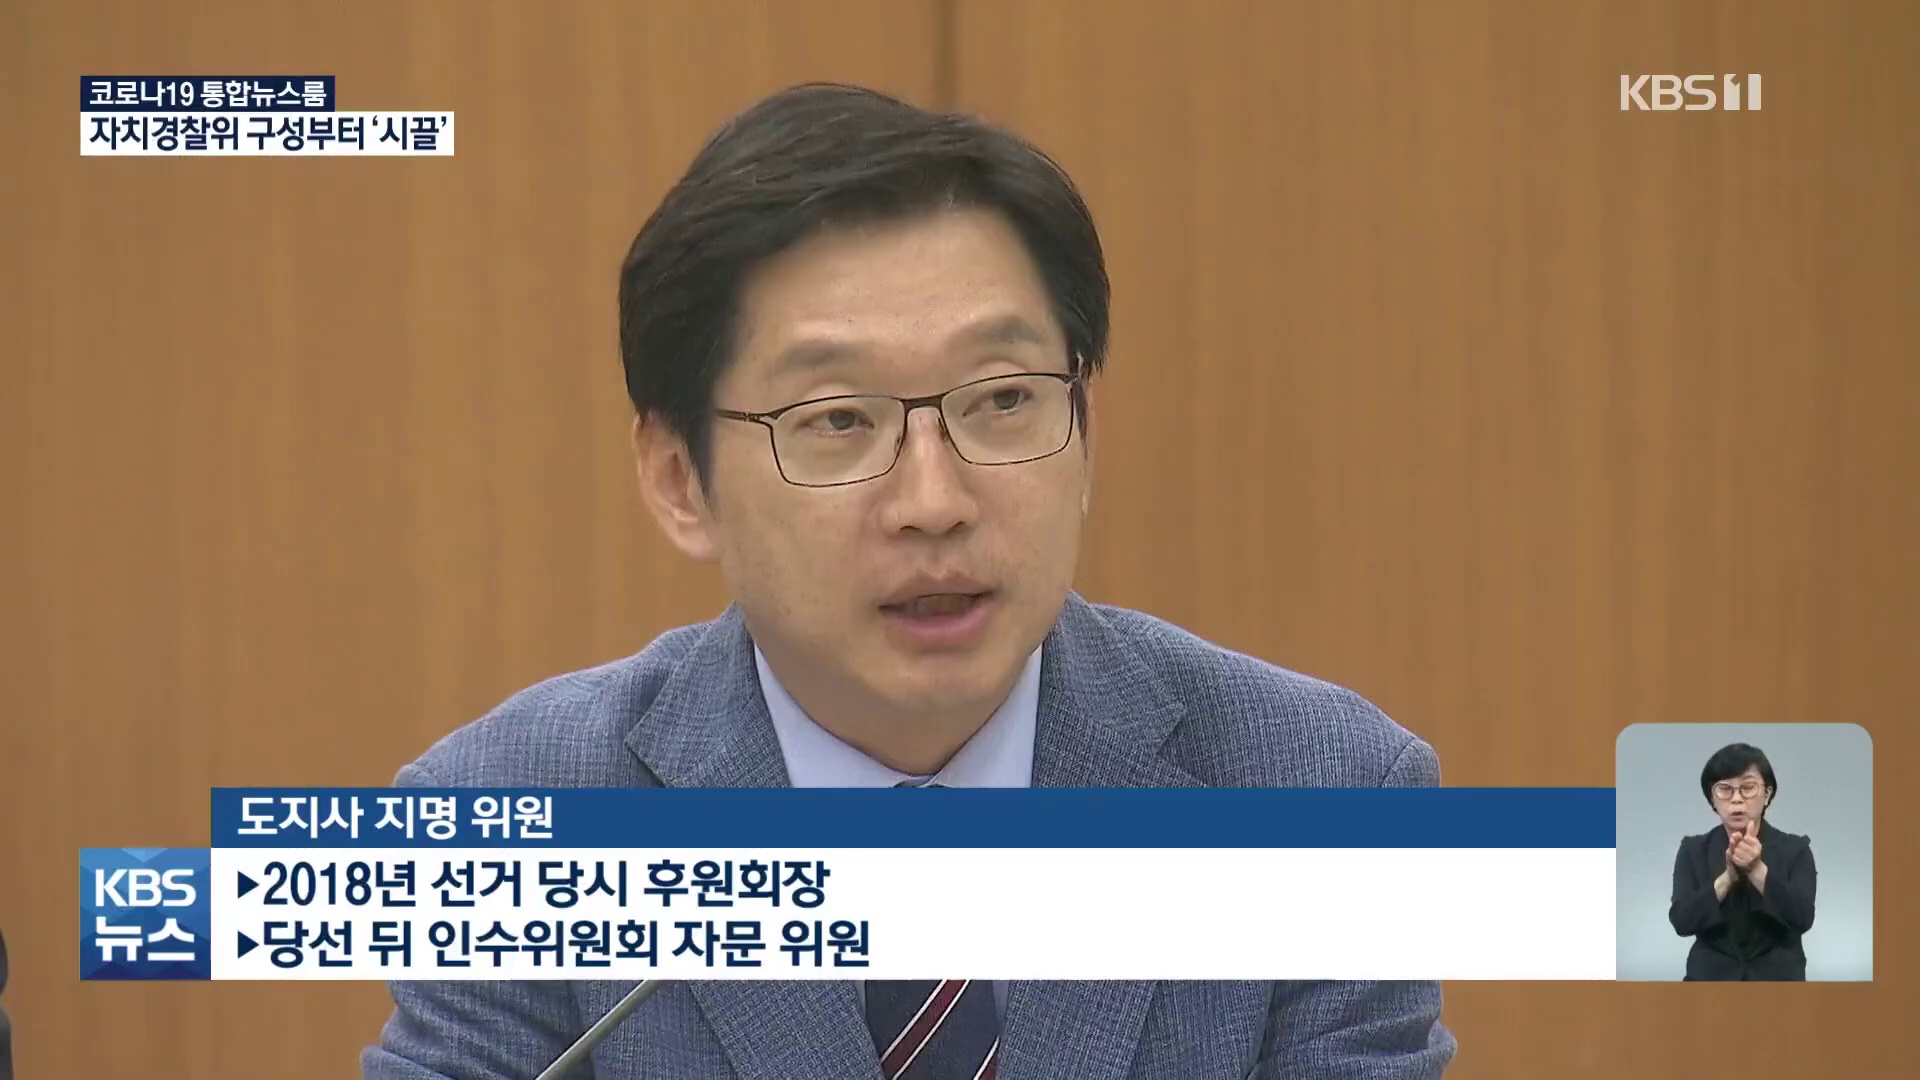 코로나19 통합뉴스룸
자치경찰위 구성부터 ‘시끌’
KBS 1
도지사 지명 위원
▶2018년 선거 당시 후원회장
▶당선 뒤 인수위원회 자문 위원
KBS
뉴스